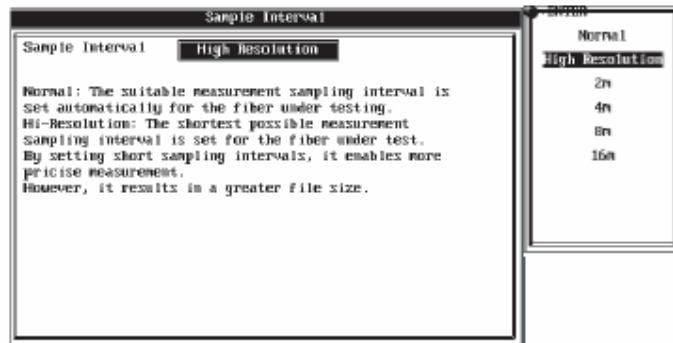 Sample Interval
Sample Interval High Resolution
Normal: The suitable measurement sampling interval is
set automatically for the fiber under testing.
Hi-Resolution: The shortest possible measurement
sampling interval is set for the fiber under test.
By setting short sampling intervals, it enables more
pricise measurement.
However, it results in a greater file size.
ENTER
Normal
High Resolution
2m
4m
8m
16m